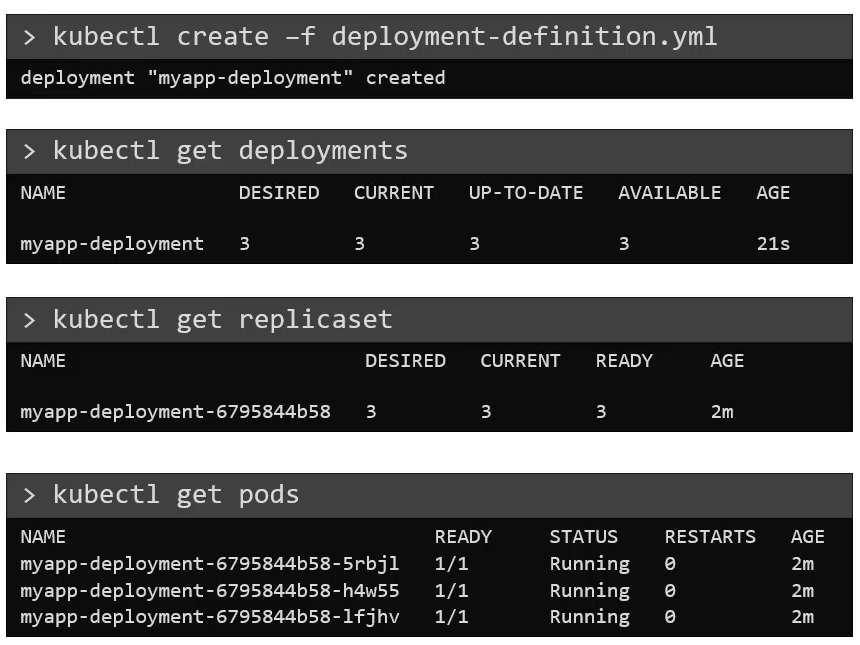 > kubectl create –f deployment-definition.yml
deployment "myapp-deployment" created
> kubectl get deployments
NAME DESIRED CURRENT UP-TO-DATE AVAILABLE AGE
myapp-deployment 3 3 3 3 21s
> kubectl get replicaset
NAME DESIRED CURRENT READY AGE
myapp-deployment-6795844b58 3 3 3 2m
> kubectl get pods
NAME READY STATUS RESTARTS AGE
myapp-deployment-6795844b58-5rbjl 1/1 Running 0 2m
myapp-deployment-6795844b58-h4w55 1/1 Running 0 2m
myapp-deployment-6795844b58-lfjhv 1/1 Running 0 2m